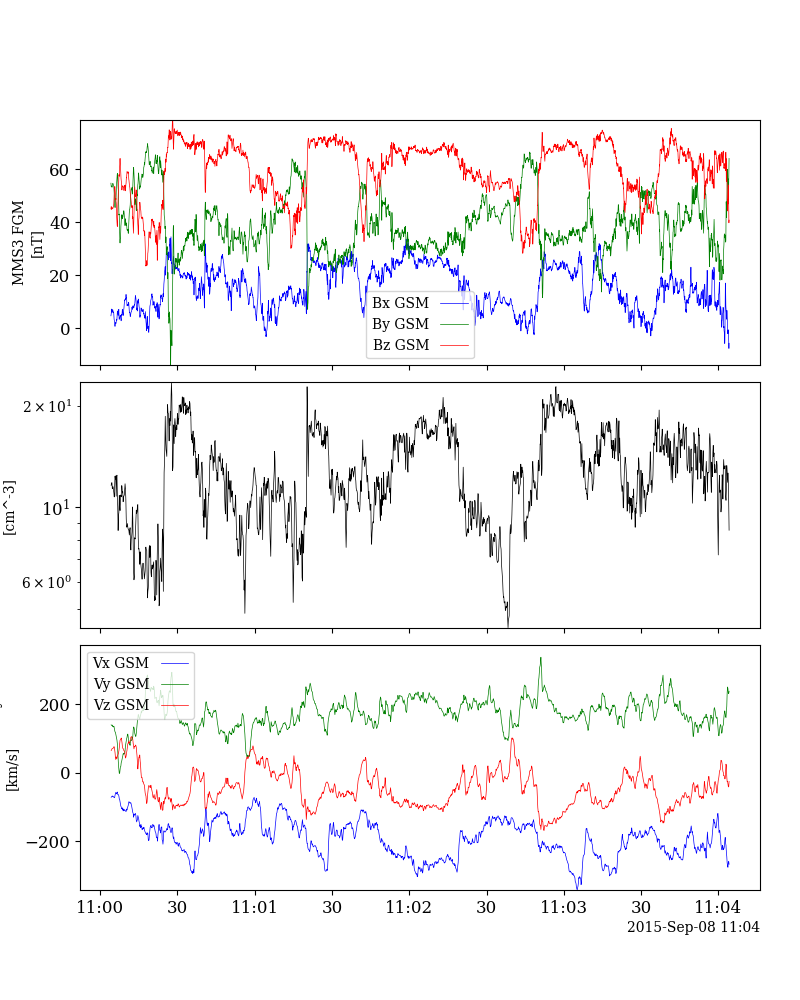 MMS3 FGM
[nT]
60
40
20
0
Bx GSM
By GSM
Bz GSM
[cm^-3]
2 × 10¹
10¹
6 × 10⁰
Vx GSM
Vy GSM
Vz GSM
[km/s]
200
0
−200
11:00 30 11:01 30 11:02 30 11:03 30 11:04
2015-Sep-08 11:04